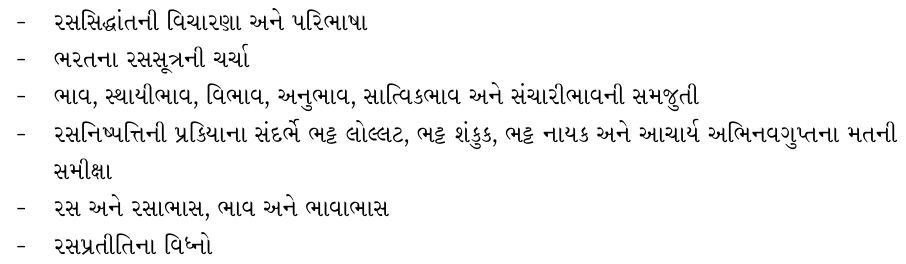 - રસસિદ્ધાંતની વિચારણા અને પરિભાષા
- ભરતના રસસૂત્રની ચર્ચા
- ભાવ, સ્થાયીભાવ, વિભાવ, અનુભાવ, સાત્વિકભાવ અને સંચારીભાવની સમજુતી
- રસનિષ્પત્તિની પ્રક્રિયાના સંદર્ભે ભટ્ટ લોલ્લટ, ભટ્ટ શંકુક, ભટ્ટ નાયક અને આચાર્ય અભિનવગુપ્તના મતની
સમીક્ષા
- રસ અને રસાભાસ, ભાવ અને ભાવાભાસ
- રસપ્રતીતિના વિઘ્નો